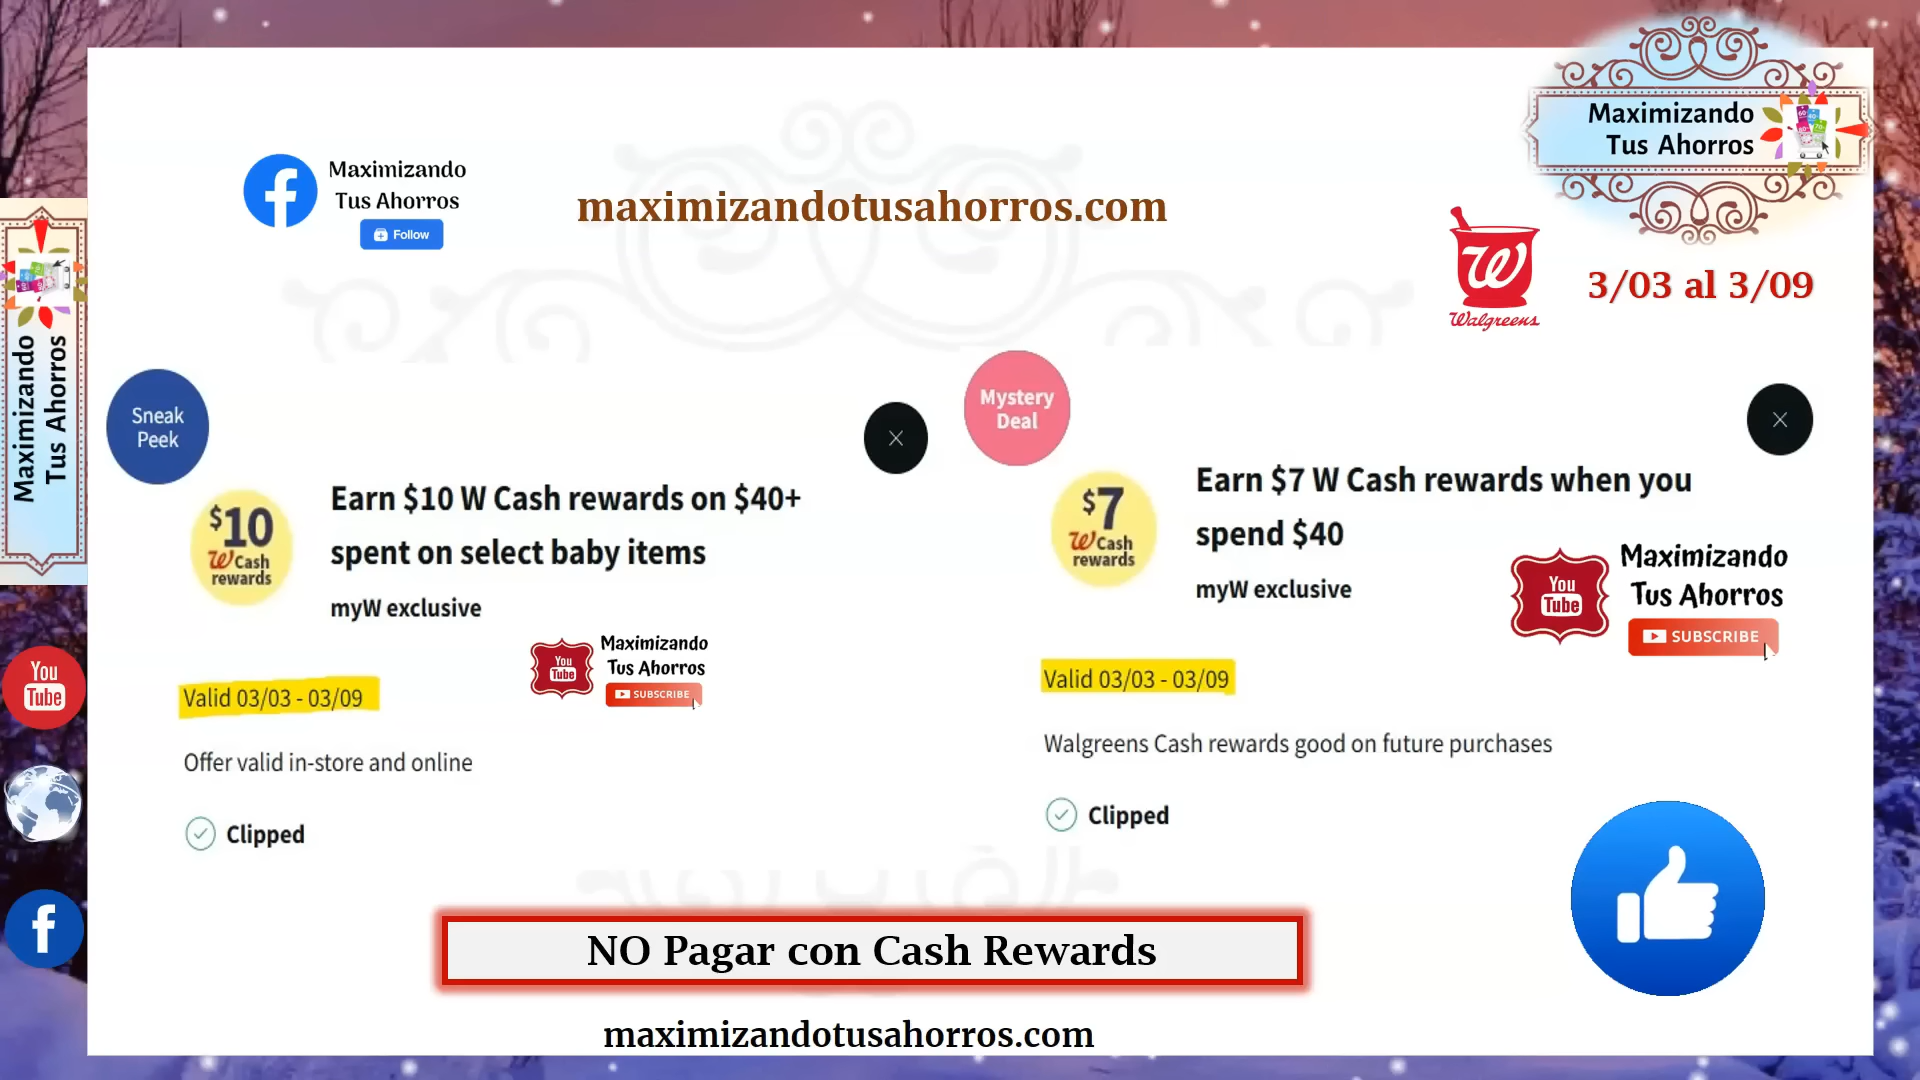 Maximizando
Tus Ahorros
Follow
maximizandotusahorros.com
Maximizando
Tus Ahorros
Walgreens
3/03 al 3/09
Maximizando
Tus Ahorros
You
Tube
Sneak
Peek
$10
W Cash
rewards
Earn $10 W Cash rewards on $40+
spent on select baby items
myW exclusive
You
Tube
Maximizando
Tus Ahorros
SUBSCRIBE
Valid 03/03 - 03/09
Offer valid in-store and online
Clipped
Mystery
Deal
$7
W Cash
rewards
Earn $7 W Cash rewards when you
spend $40
myW exclusive
You
Tube
Maximizando
Tus Ahorros
SUBSCRIBE
Valid 03/03 - 03/09
Walgreens Cash rewards good on future purchases
Clipped
NO Pagar con Cash Rewards
maximizandotusahorros.com